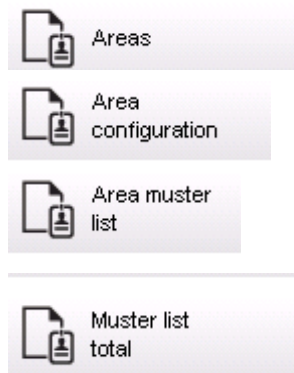 Areas
Area
configuration
Area muster
list
Muster list
total